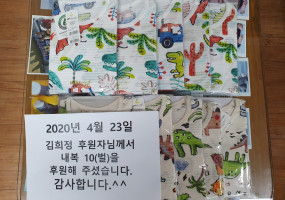 2020년 4월 23일
김희정 후원자님께서
내복 10(벌)을
후원해 주셨습니다.
감사합니다.^^